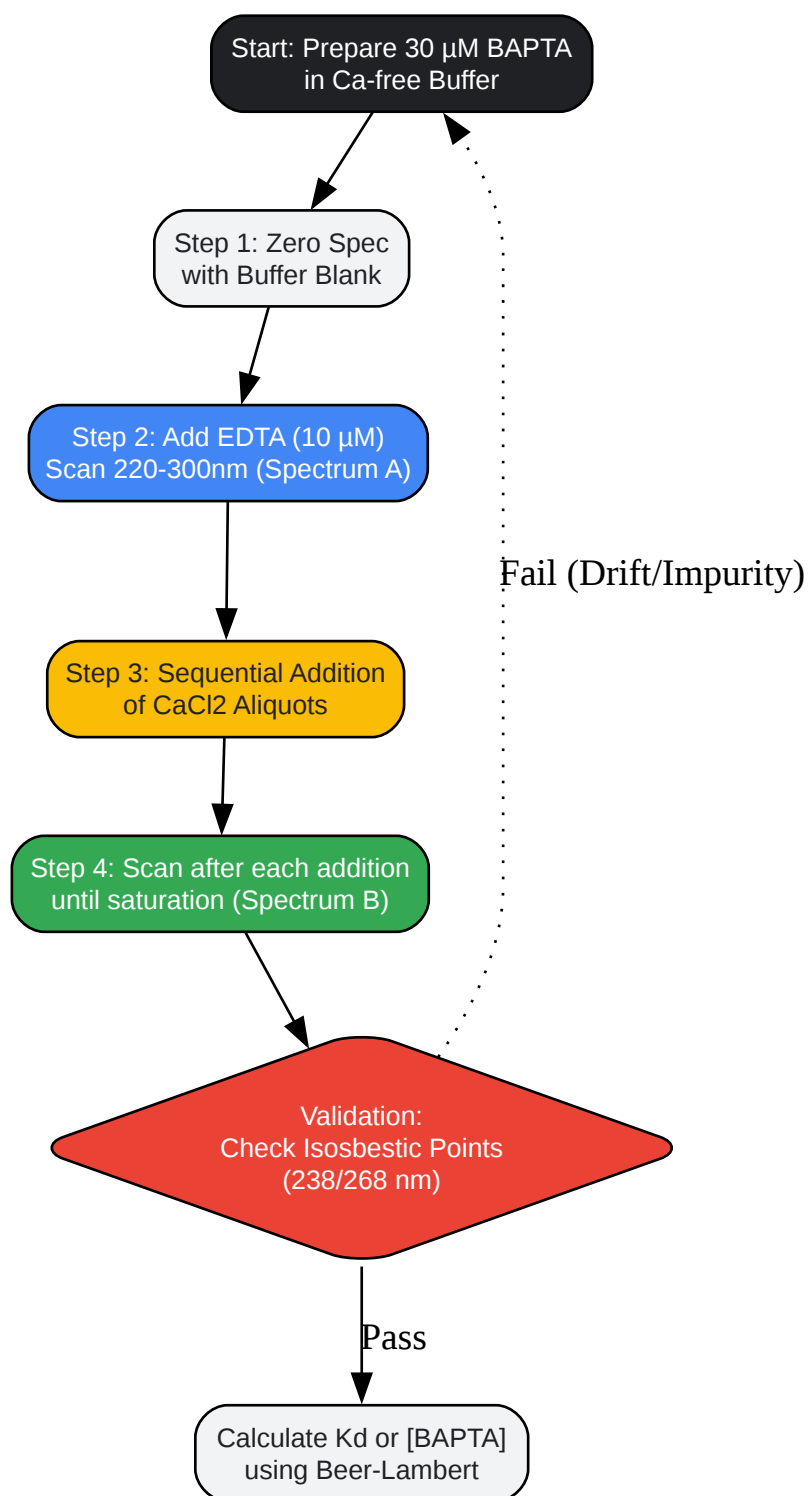 Start: Prepare 30 µM BAPTA
in Ca-free Buffer
Step 1: Zero Spec
with Buffer Blank
Step 2: Add EDTA (10 µM)
Scan 220-300nm (Spectrum A)
Fail (Drift/Impurity)
Step 3: Sequential Addition
of CaCl2 Aliquots
Step 4: Scan after each addition
until saturation (Spectrum B)
Validation:
Check Isosbestic Points
(238/268 nm)
Pass
Calculate Kd or [BAPTA]
using Beer-Lambert